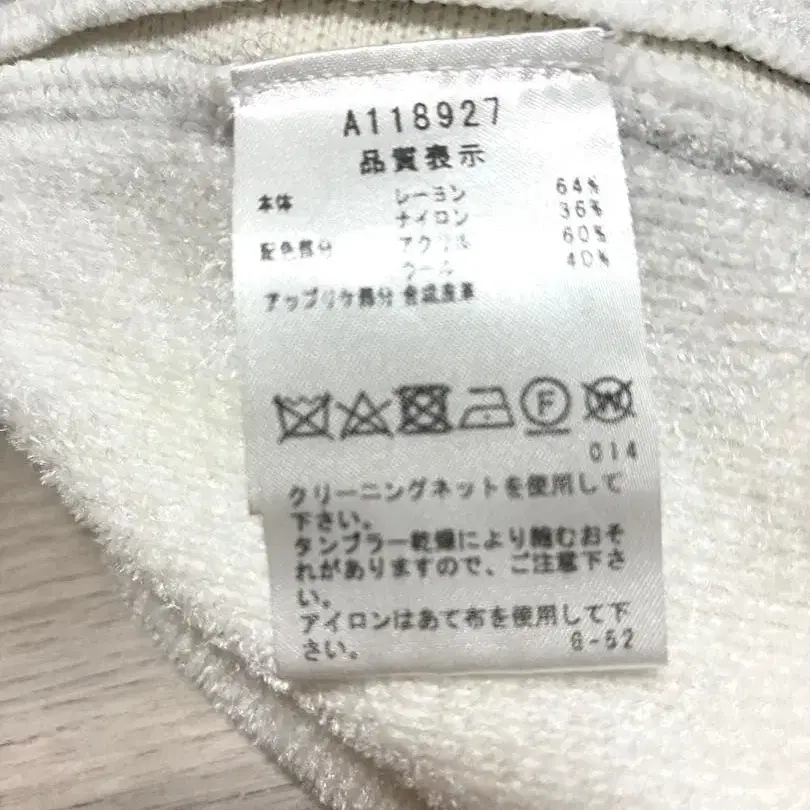 A118927
品質表示
本体 レーヨン 64%
ナイロン 36%
配色部分 アクリル 60%
ウール 40%
アップリケ部分 合成皮革
F W
014
クリーニングネットを使用して
下さい。
タンブラー乾燥により縮むおそ
れがありますので、ご注意下さ
い。
アイロンはあて布を使用して下
さい。 G-52